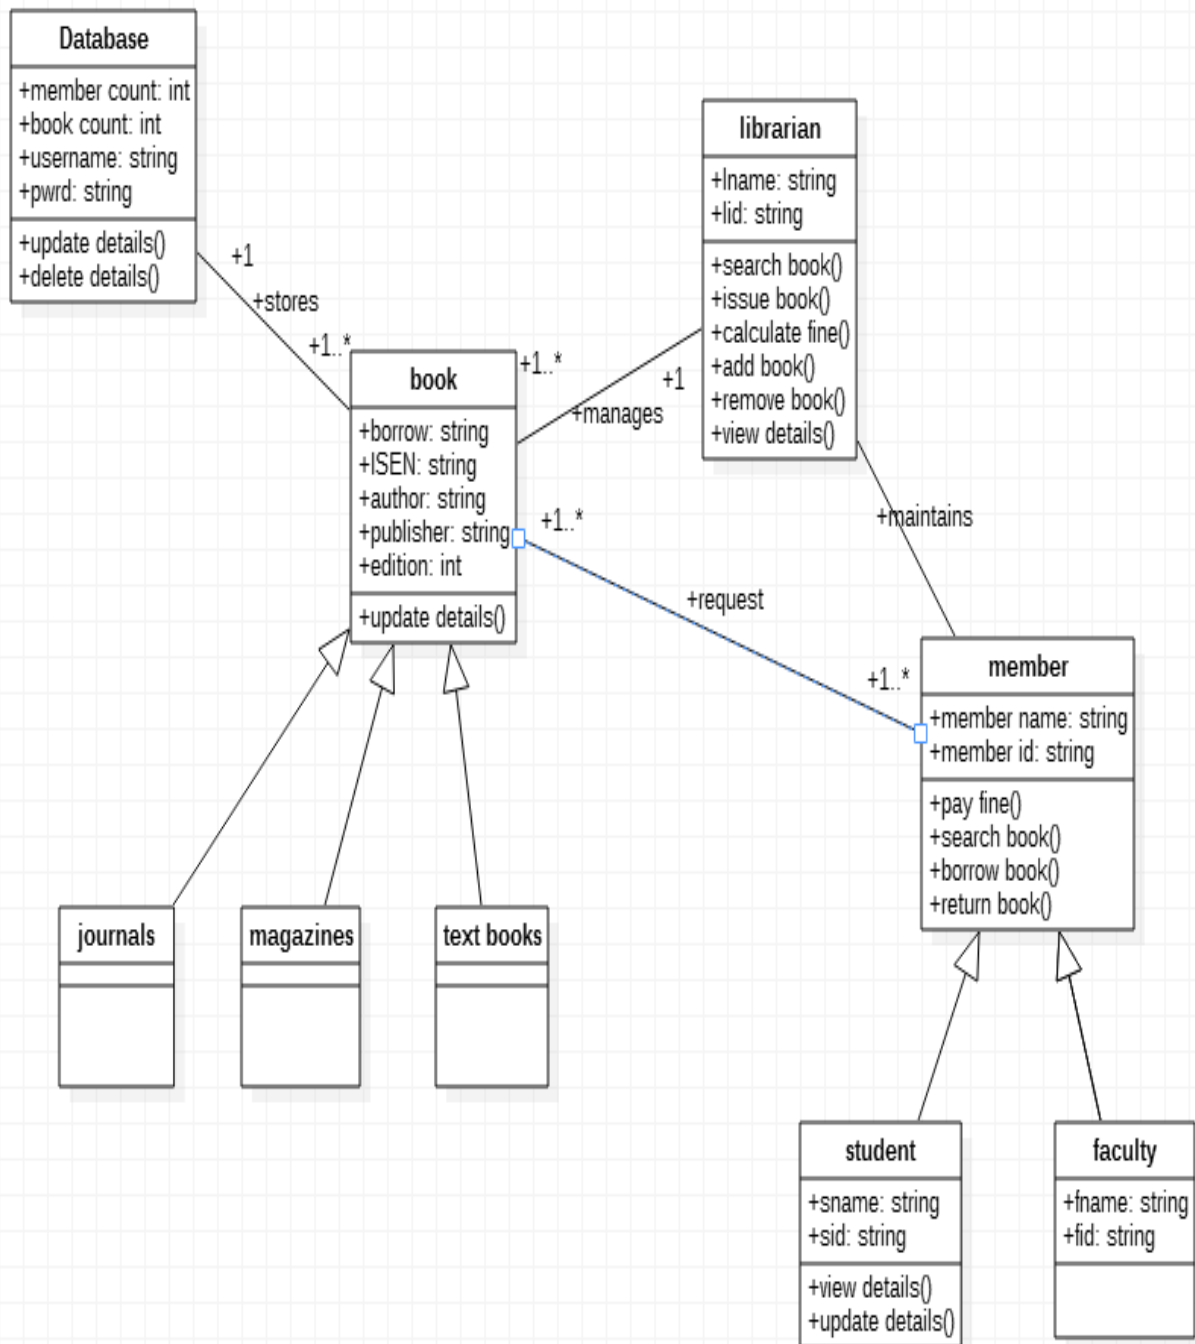 Database
+member count: int
+book count: int
+username: string
+pwrd: string
+update details()
+delete details()
+1
+stores
+1..*
librarian
+lname: string
+lid: string
+search book()
+issue book()
+calculate fine()
+add book()
+remove book()
+view details()
+1..*
+1
+manages
book
+borrow: string
+ISEN: string
+author: string
+publisher: string
+edition: int
+update details()
+maintains
+1..*
+request
+1..*
member
+member name: string
+member id: string
+pay fine()
+search book()
+borrow book()
+return book()
journals
magazines
text books
student
+sname: string
+sid: string
+view details()
+update details()
faculty
+fname: string
+fid: string